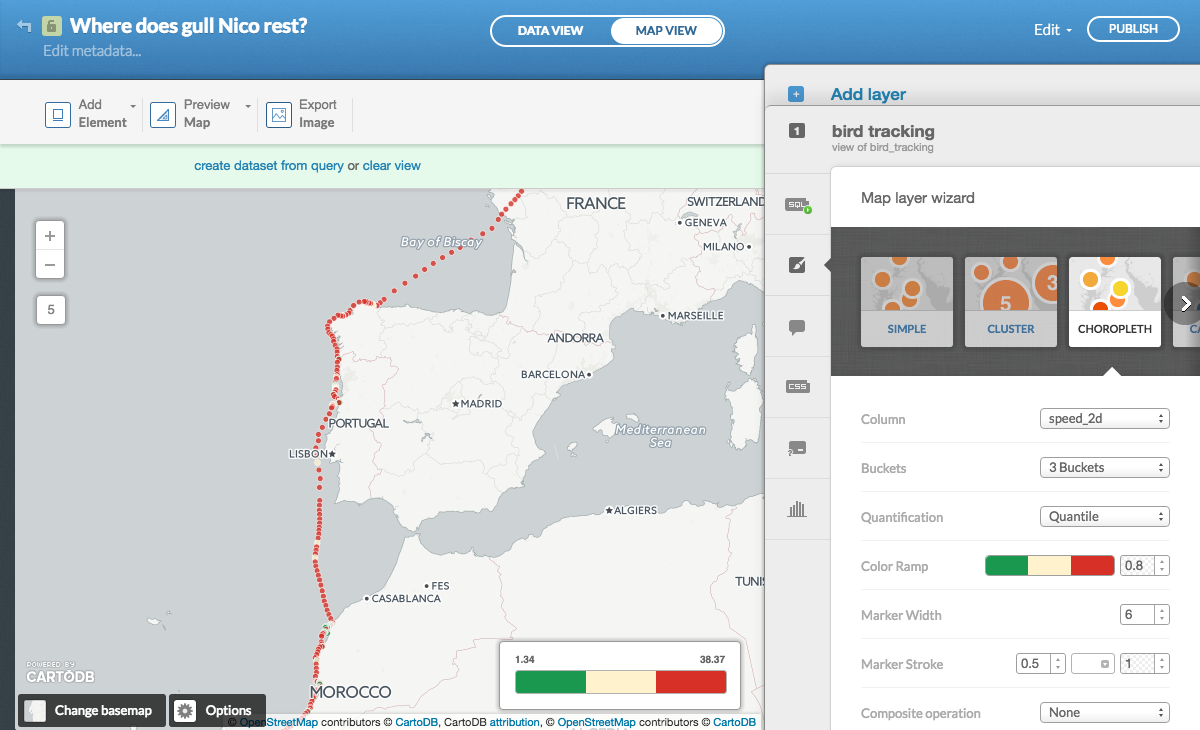 Where does gull Nico rest?
Edit metadata...
DATA VIEW
MAP VIEW
Edit
PUBLISH
Add
Element
Preview
Map
Export
Image
create dataset from query or clear view
Add layer
1
bird tracking
view of bird_tracking
SQL
CSS
?
Map layer wizard
5
3
SIMPLE
CLUSTER
CHOROPLETH
Column
speed_2d
Buckets
3 Buckets
Quantification
Quantile
Color Ramp
0.8
Marker Width
6
Marker Stroke
0.5
1
Composite operation
None
+
−
5
FRANCE
SWITZERLAND
GENEVA
MILANO
Bay of Biscay
MARSEILLE
ANDORRA
BARCELONA
MADRID
PORTUGAL
Mediterranean
Sea
LISBON
ALGIERS
TUNIS
FES
CASABLANCA
MOROCCO
1.34
38.37
POWERED BY
CARTODB
Change basemap
Options
© OpenStreetMap contributors © CartoDB, CartoDB attribution, © OpenStreetMap contributors © CartoDB